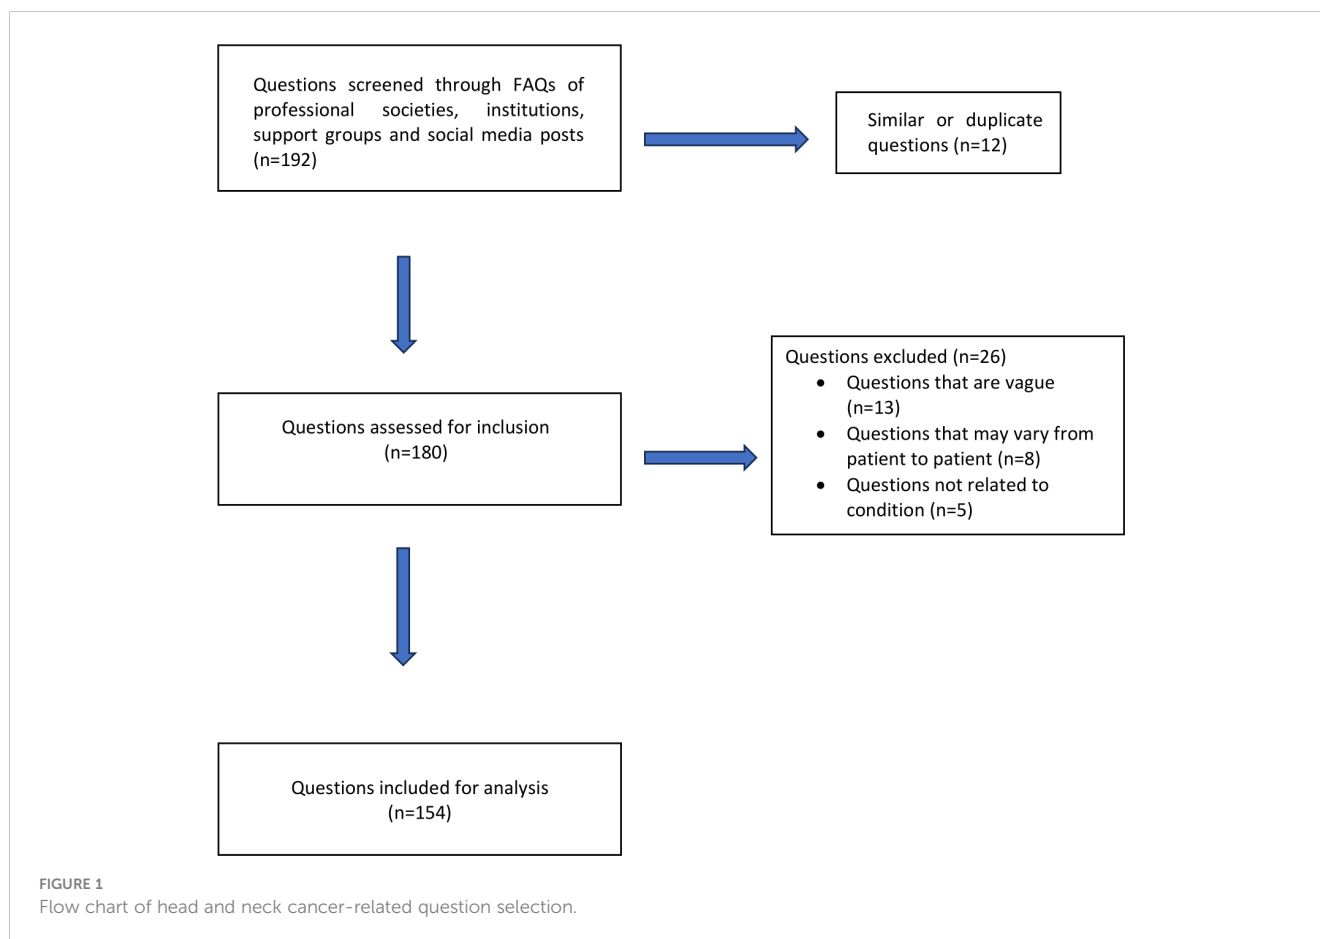 Questions screened through FAQs of
professional societies, institutions,
support groups and social media posts
(n=192)
Similar or duplicate
questions (n=12)
Questions assessed for inclusion
(n=180)
Questions excluded (n=26)
• Questions that are vague
(n=13)
• Questions that may vary from
patient to patient (n=8)
• Questions not related to
condition (n=5)
Questions included for analysis
(n=154)
FIGURE 1
Flow chart of head and neck cancer-related question selection.